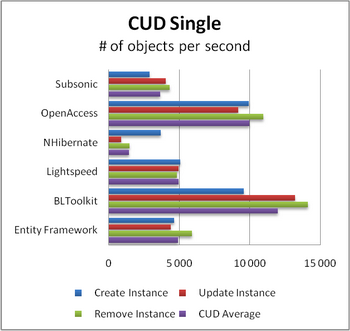 CUD Single
# of objects per second
Subsonic
OpenAccess
NHibernate
Lightspeed
BLToolkit
Entity Framework
0 5 000 10 000 15 000
Create Instance Update Instance
Remove Instance CUD Average